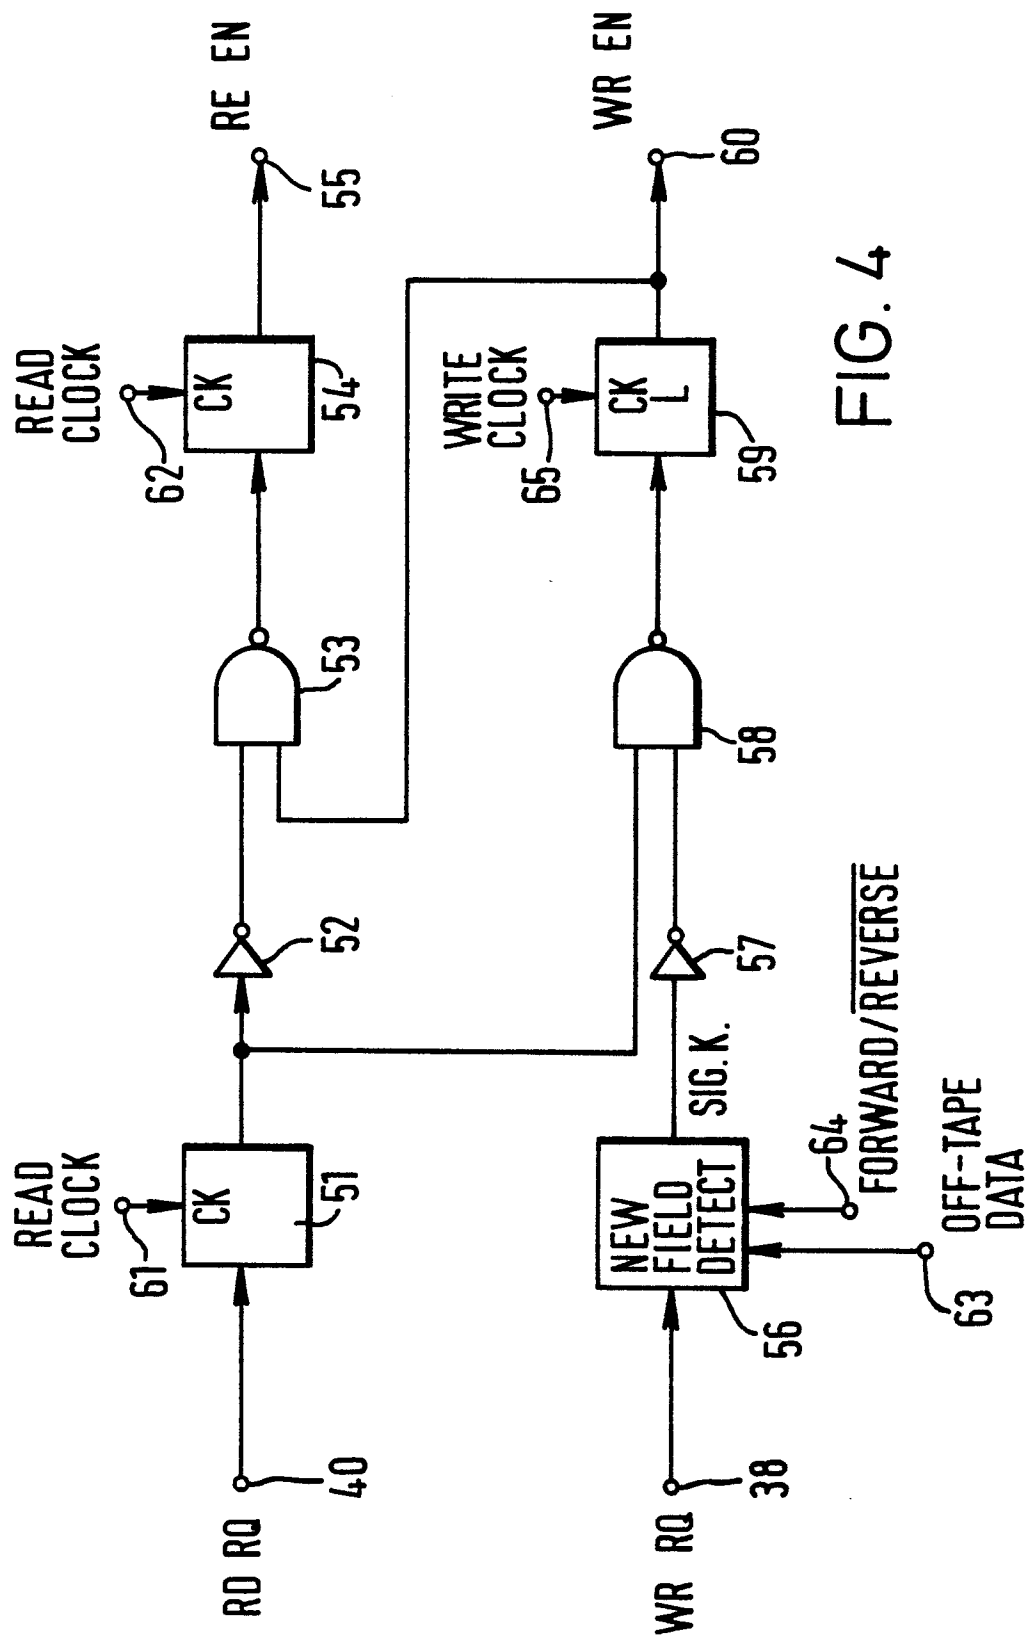 READ
CLOCK
61
CK
51
RD RQ
40
52
53
READ
CLOCK
62
CK
54
55
RE EN
WR RQ
38
NEW
FIELD
DETECT
56
SIG. K.
57
58
WRITE
CLOCK
65
CK
L
59
60
WR EN
64
FORWARD/REVERSE
63
OFF-TAPE
DATA
FIG. 4